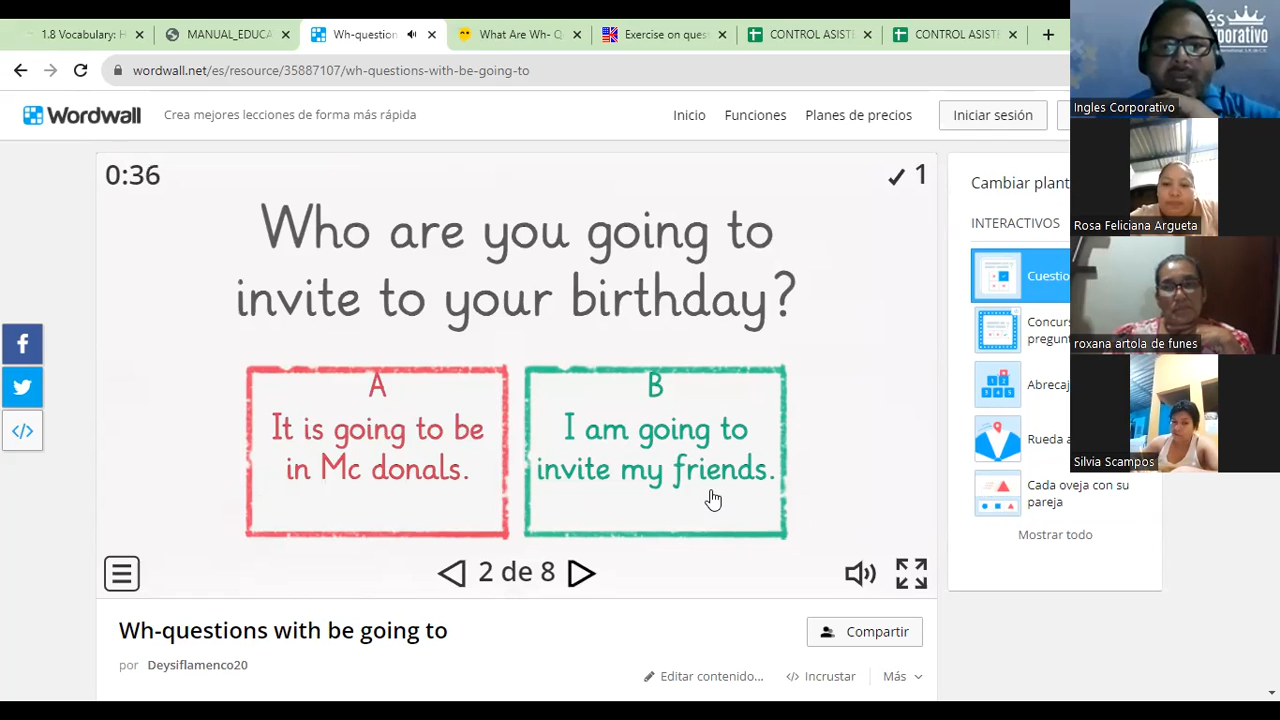 1.8 Vocabulary: H
MANUAL_EDUCA
Wh-question
What Are Wh- Q
Exercise on ques
CONTROL ASIST
CONTROL ASIST
wordwall.net/es/resource/35887107/wh-questions-with-be-going-to
Wordwall
Crea mejores lecciones de forma más rápida
Inicio
Funciones
Planes de precios
Iniciar sesión
0:36
1
Who are you going to
invite to your birthday?
A
It is going to be
in Mc donals.
B
I am going to
invite my friends.
2 de 8
Wh-questions with be going to
por Deysiflamenco20
Compartir
Editar contenido...
Incrustar
Más
Cambiar plant
INTERACTIVOS
Cuestio
Concurs
pregunt
Abrecaj
Rueda a
Cada oveja con su
pareja
Mostrar todo
és
Corporativo
Ingles Corporativo
Rosa Feliciana Argueta
roxana artola de funes
Silvia Scampos